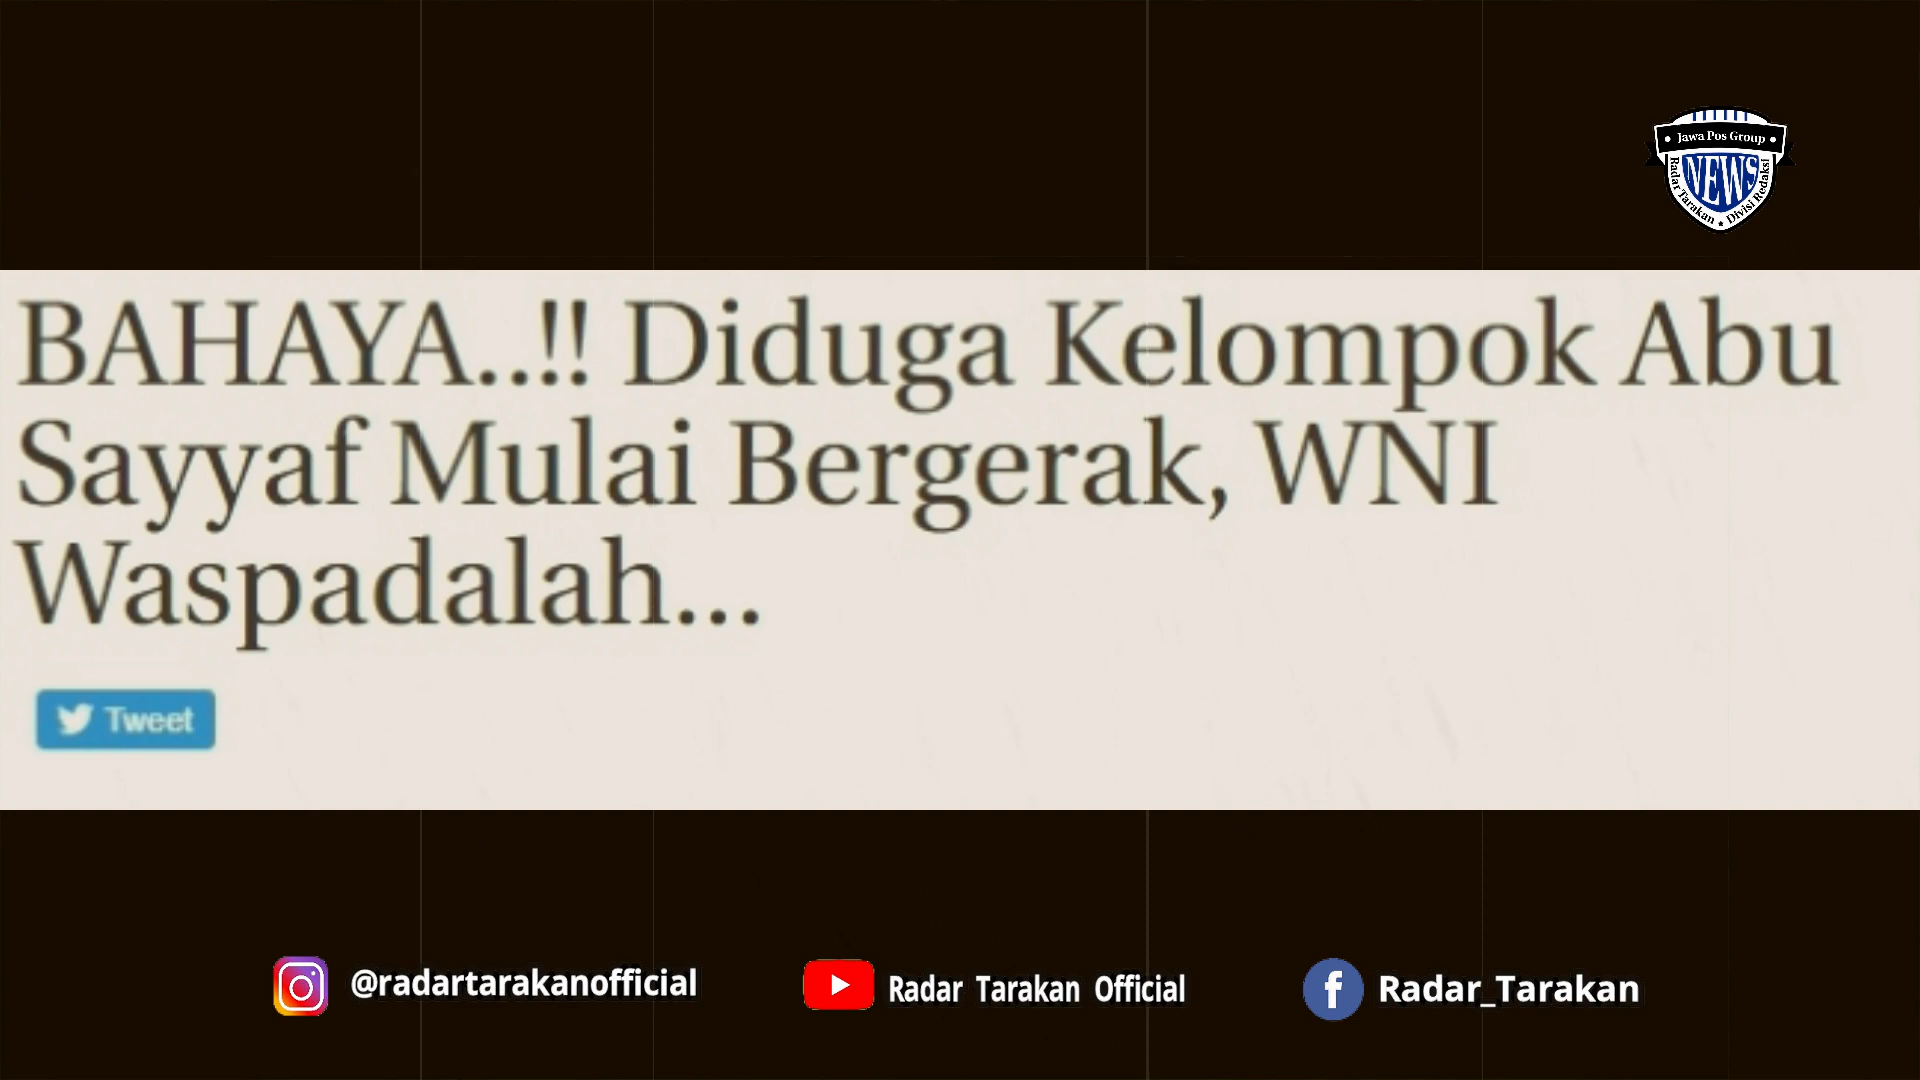 Jawa Pos Group
NEWS
Radar Tarakan • Divisi Redaksi
BAHAYA..!! Diduga Kelompok Abu
Sayyaf Mulai Bergerak, WNI
Waspadalah...
Tweet
@radartarakanofficial
Radar Tarakan Official
Radar_Tarakan